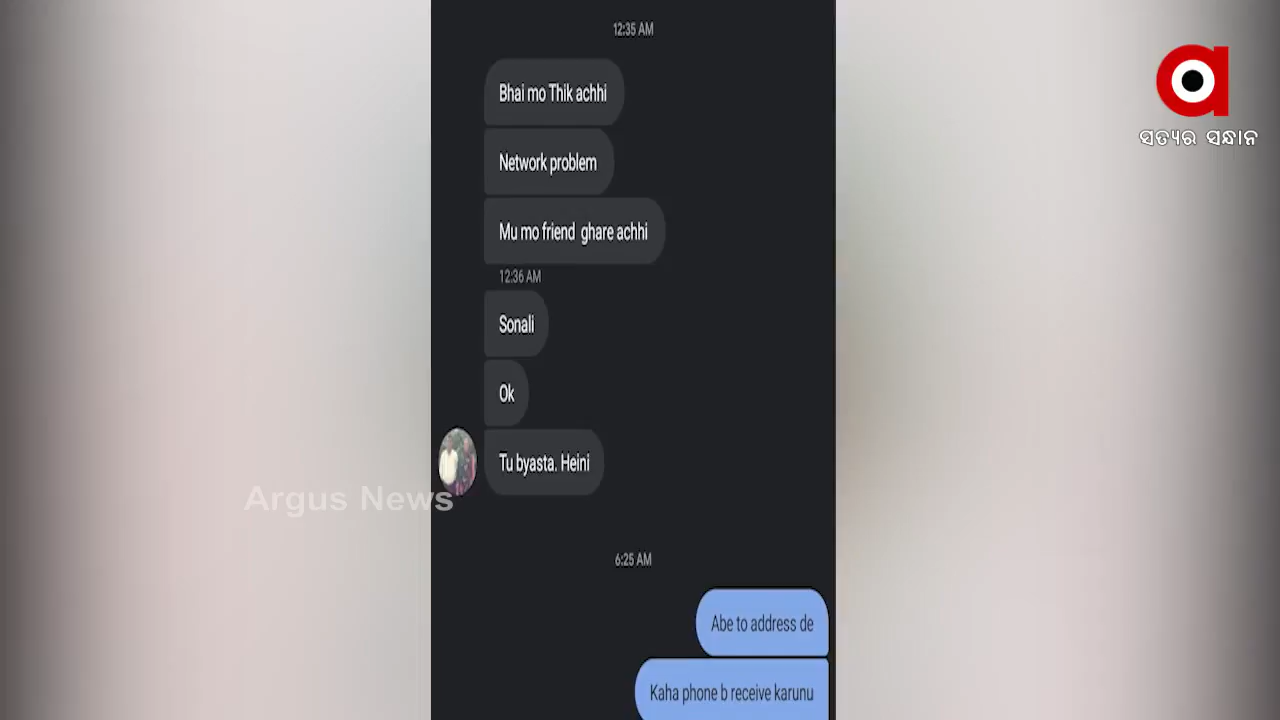 12:35 AM
Bhai mo Thik achhi
Network problem
Mu mo friend ghare achhi
12:36 AM
Sonali
Ok
Tu byasta. Heini
6:25 AM
Abe to address de
Kaha phone b receive karunu
Argus News
ସତ୍ୟର ସନ୍ଧାନ